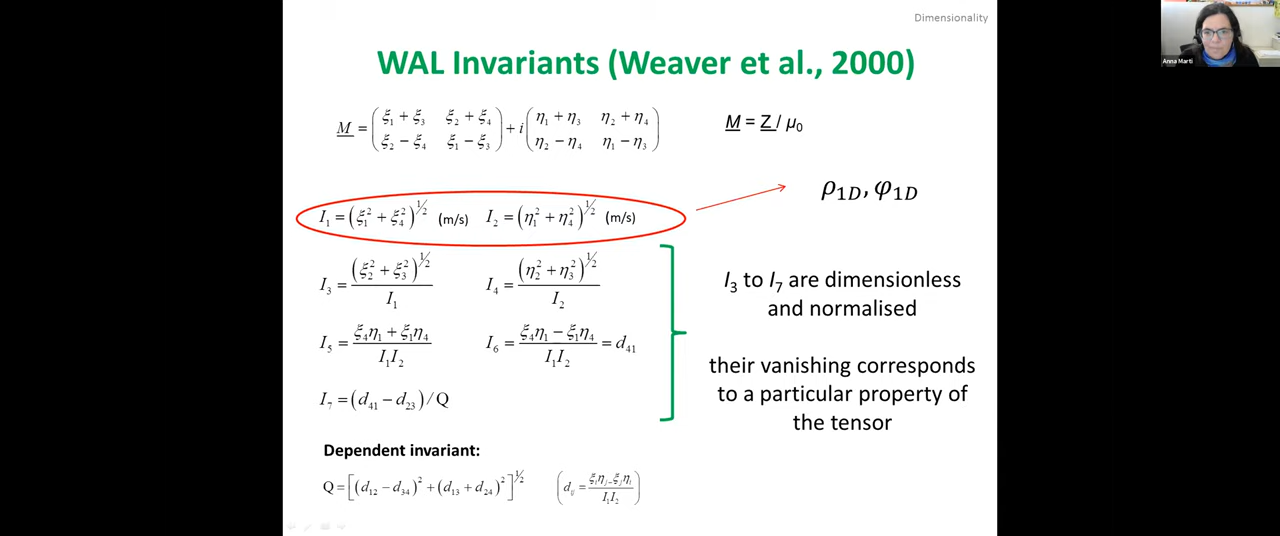 Dimensionality
Anna Marti
WAL Invariants (Weaver et al., 2000)
M = ( ξ₁ + ξ₃ ξ₂ + ξ₄ ; ξ₂ − ξ₄ ξ₁ − ξ₃ ) + i ( η₁ + η₃ η₂ + η₄ ; η₂ − η₄ η₁ − η₃ )
M = Z / μ₀
I₁ = (ξ₁² + ξ₄²)^½ (m/s) I₂ = (η₁² + η₄²)^½ (m/s)
ρ₁D, φ₁D
I₃ = (ξ₂² + ξ₃²)^½ / I₁ I₄ = (η₂² + η₃²)^½ / I₂
I₅ = (ξ₄η₁ + ξ₁η₄) / I₁I₂ I₆ = (ξ₄η₁ − ξ₁η₄) / I₁I₂ = d₄₁
I₇ = (d₄₁ − d₂₃) / Q
I₃ to I₇ are dimensionless
and normalised
their vanishing corresponds
to a particular property of
the tensor
Dependent invariant:
Q = [(d₁₂ − d₃₄)² + (d₁₃ + d₂₄)²]^½ (dᵢⱼ = (ξᵢηⱼ − ξⱼηᵢ) / I₁I₂)